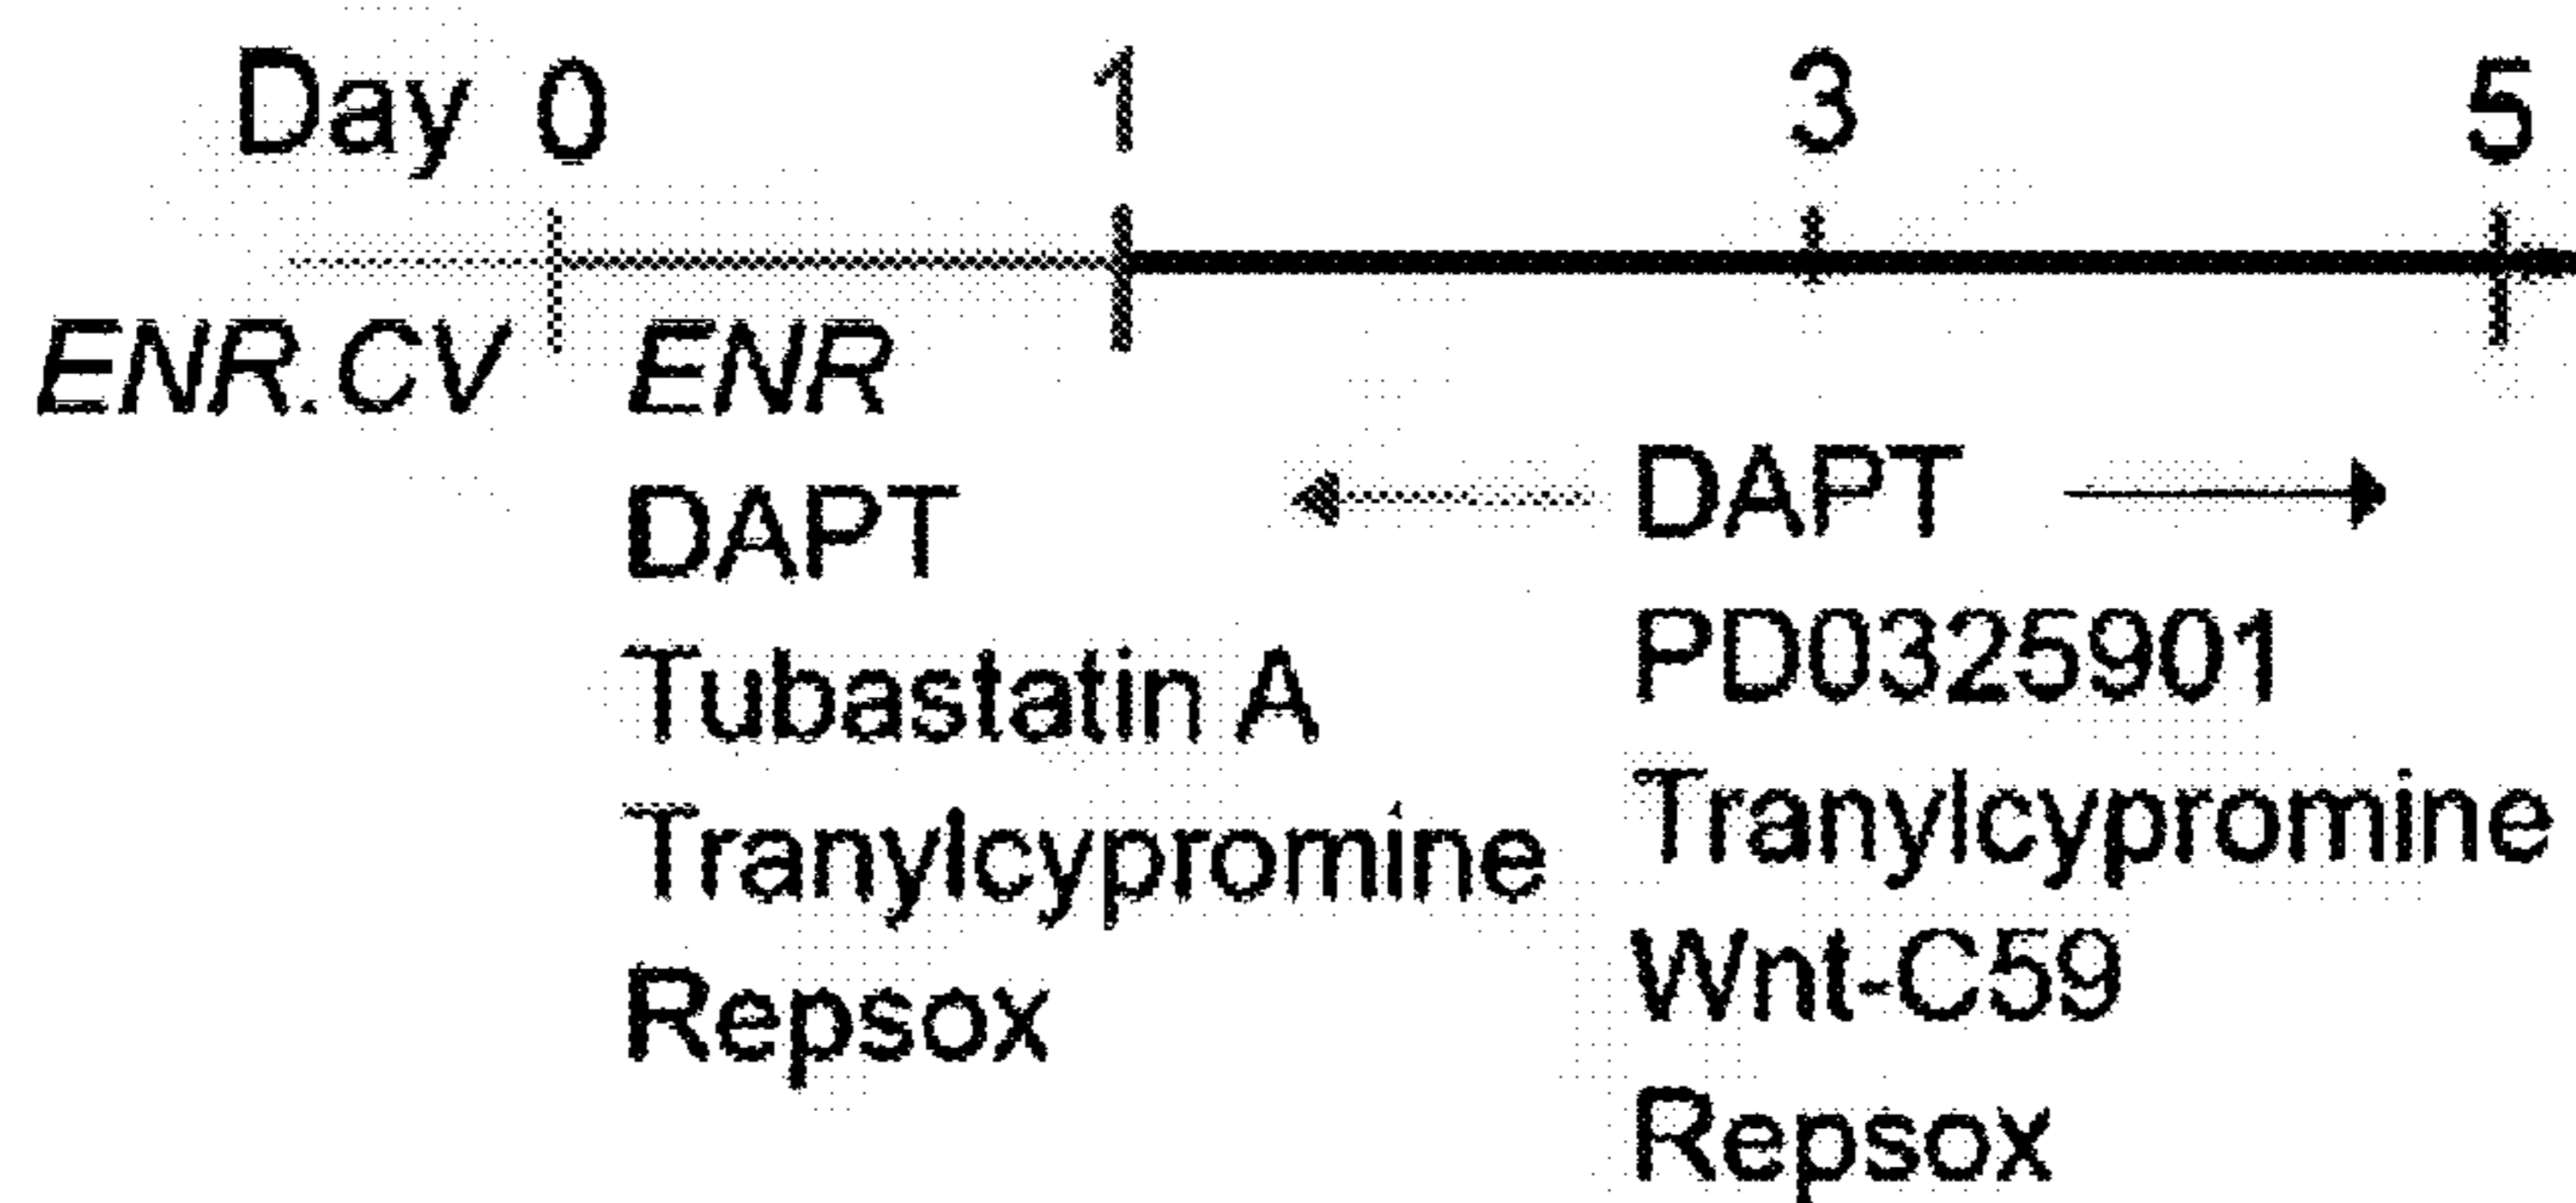 Day 0 1 3 5
ENR.CV ENR
DAPT
Tubastatin A
Tranylcypromine
Repsox
DAPT
PD0325901
Tranylcypromine
Wnt-C59
Repsox